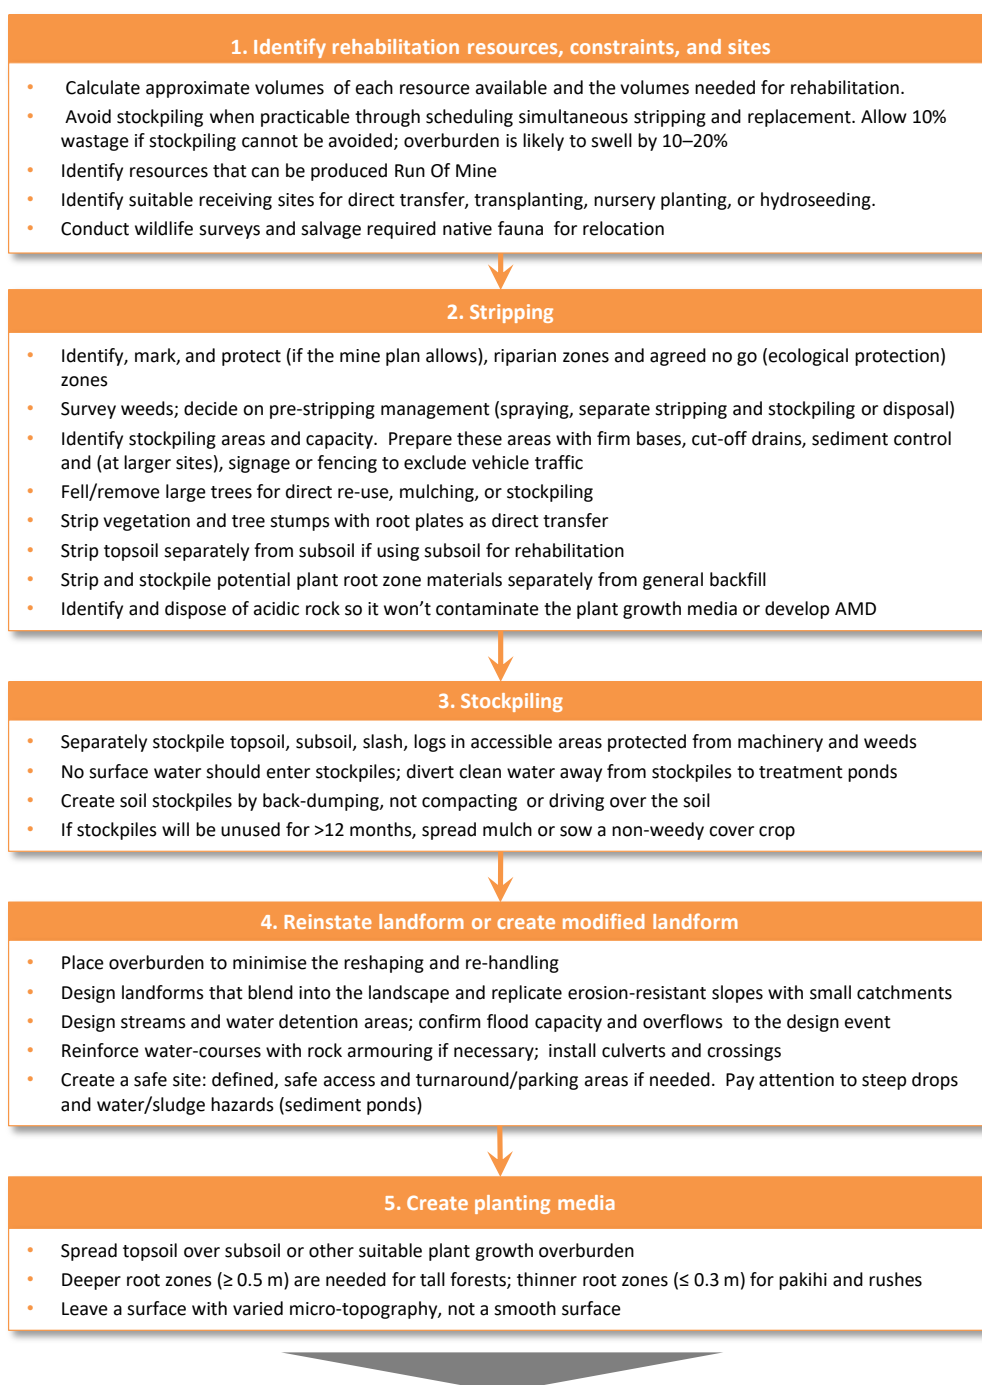 1. Identify rehabilitation resources, constraints, and sites
• Calculate approximate volumes of each resource available and the volumes needed for rehabilitation.
• Avoid stockpiling when practicable through scheduling simultaneous stripping and replacement. Allow 10%
wastage if stockpiling cannot be avoided; overburden is likely to swell by 10–20%
• Identify resources that can be produced Run Of Mine
• Identify suitable receiving sites for direct transfer, transplanting, nursery planting, or hydroseeding.
• Conduct wildlife surveys and salvage required native fauna for relocation
2. Stripping
• Identify, mark, and protect (if the mine plan allows), riparian zones and agreed no go (ecological protection)
zones
• Survey weeds; decide on pre-stripping management (spraying, separate stripping and stockpiling or disposal)
• Identify stockpiling areas and capacity. Prepare these areas with firm bases, cut-off drains, sediment control
and (at larger sites), signage or fencing to exclude vehicle traffic
• Fell/remove large trees for direct re-use, mulching, or stockpiling
• Strip vegetation and tree stumps with root plates as direct transfer
• Strip topsoil separately from subsoil if using subsoil for rehabilitation
• Strip and stockpile potential plant root zone materials separately from general backfill
• Identify and dispose of acidic rock so it won’t contaminate the plant growth media or develop AMD
3. Stockpiling
• Separately stockpile topsoil, subsoil, slash, logs in accessible areas protected from machinery and weeds
• No surface water should enter stockpiles; divert clean water away from stockpiles to treatment ponds
• Create soil stockpiles by back-dumping, not compacting or driving over the soil
• If stockpiles will be unused for >12 months, spread mulch or sow a non-weedy cover crop
4. Reinstate landform or create modified landform
• Place overburden to minimise the reshaping and re-handling
• Design landforms that blend into the landscape and replicate erosion-resistant slopes with small catchments
• Design streams and water detention areas; confirm flood capacity and overflows to the design event
• Reinforce water-courses with rock armouring if necessary; install culverts and crossings
• Create a safe site: defined, safe access and turnaround/parking areas if needed. Pay attention to steep drops
and water/sludge hazards (sediment ponds)
5. Create planting media
• Spread topsoil over subsoil or other suitable plant growth overburden
• Deeper root zones (≥ 0.5 m) are needed for tall forests; thinner root zones (≤ 0.3 m) for pakihi and rushes
• Leave a surface with varied micro-topography, not a smooth surface